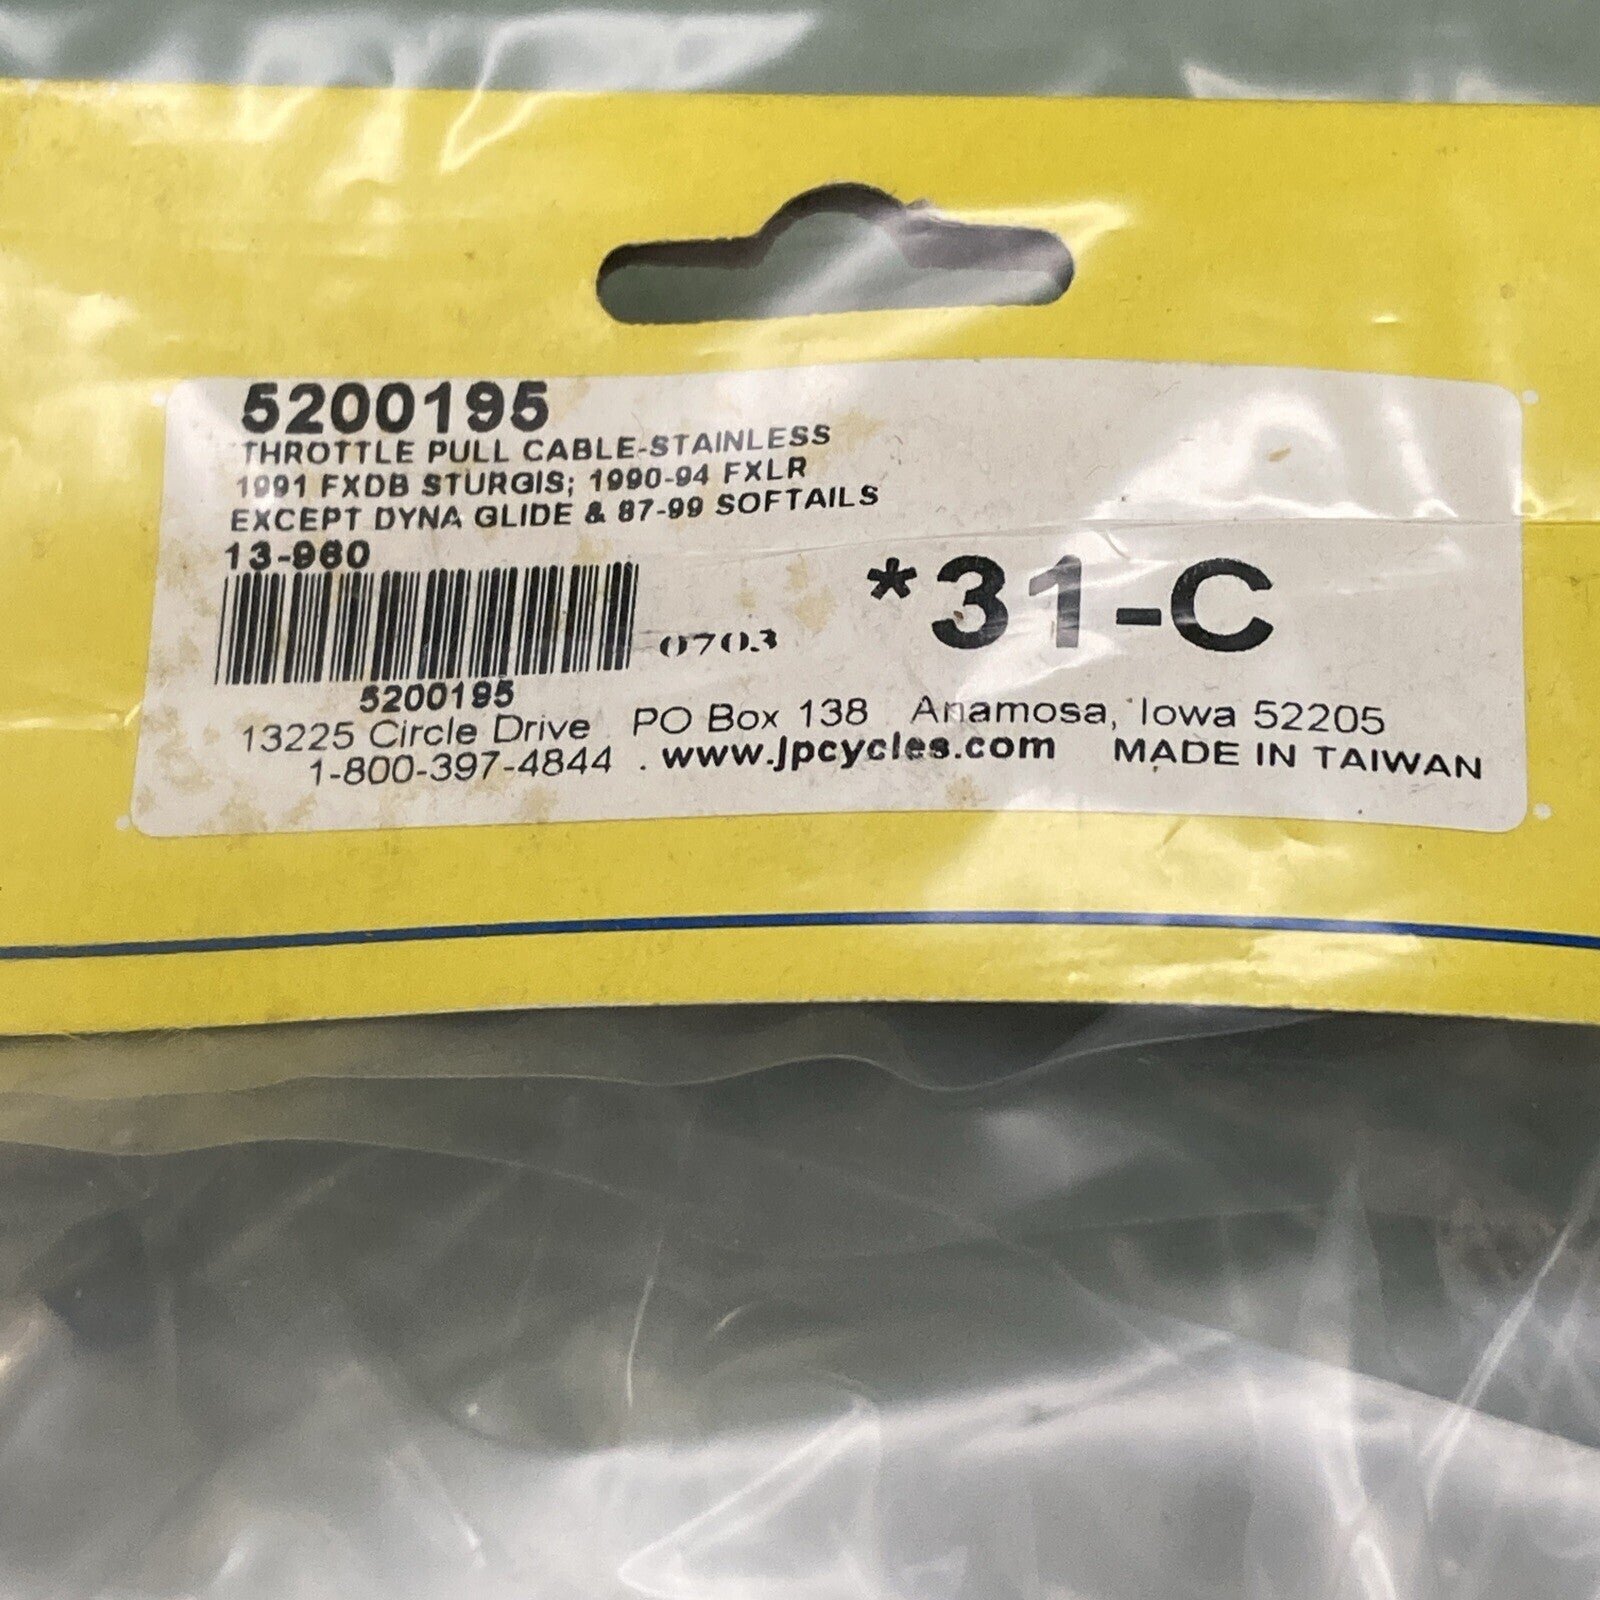 5200195
THROTTLE PULL CABLE-STAINLESS
1991 FXDB STURGIS; 1990-94 FXLR
EXCEPT DYNA GLIDE & 87-99 SOFTAILS
13-960
*31-C
0703
5200195
13225 Circle Drive PO Box 138 Anamosa, Iowa 52205
1-800-397-4844 . www.jpcycles.com MADE IN TAIWAN